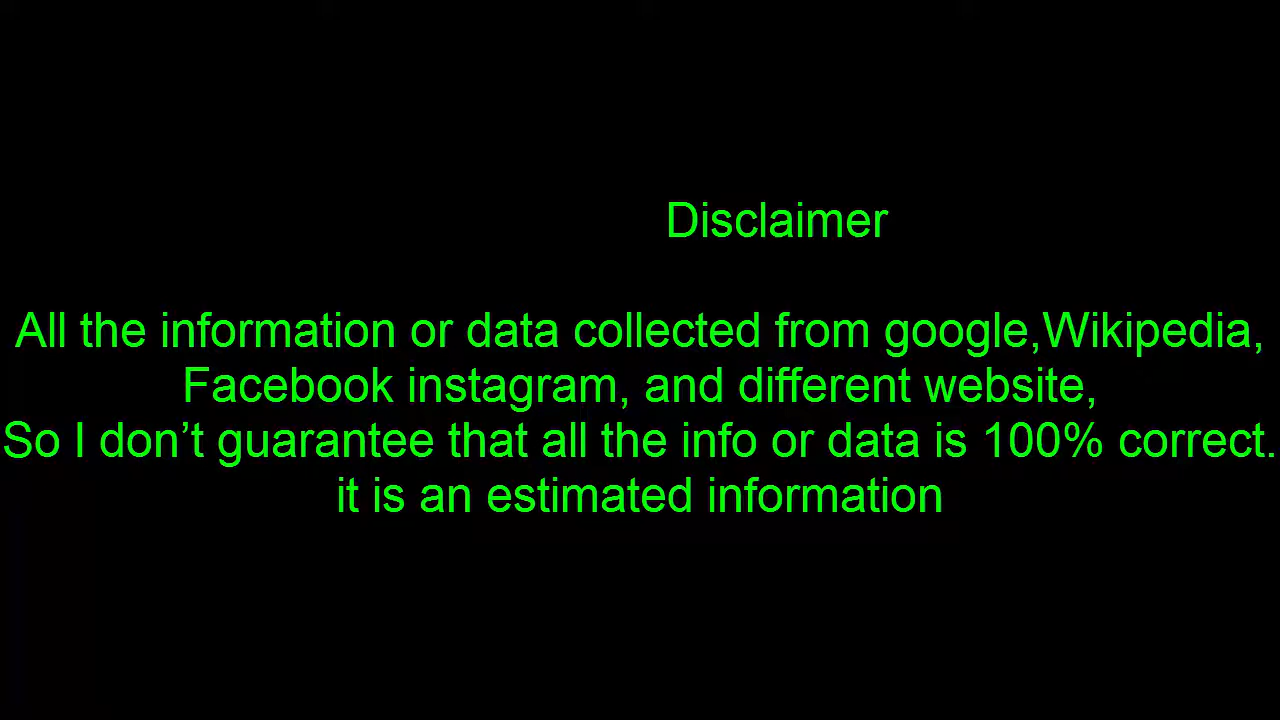 Disclaimer
All the information or data collected from google,Wikipedia,
Facebook instagram, and different website,
So I don’t guarantee that all the info or data is 100% correct.
it is an estimated information